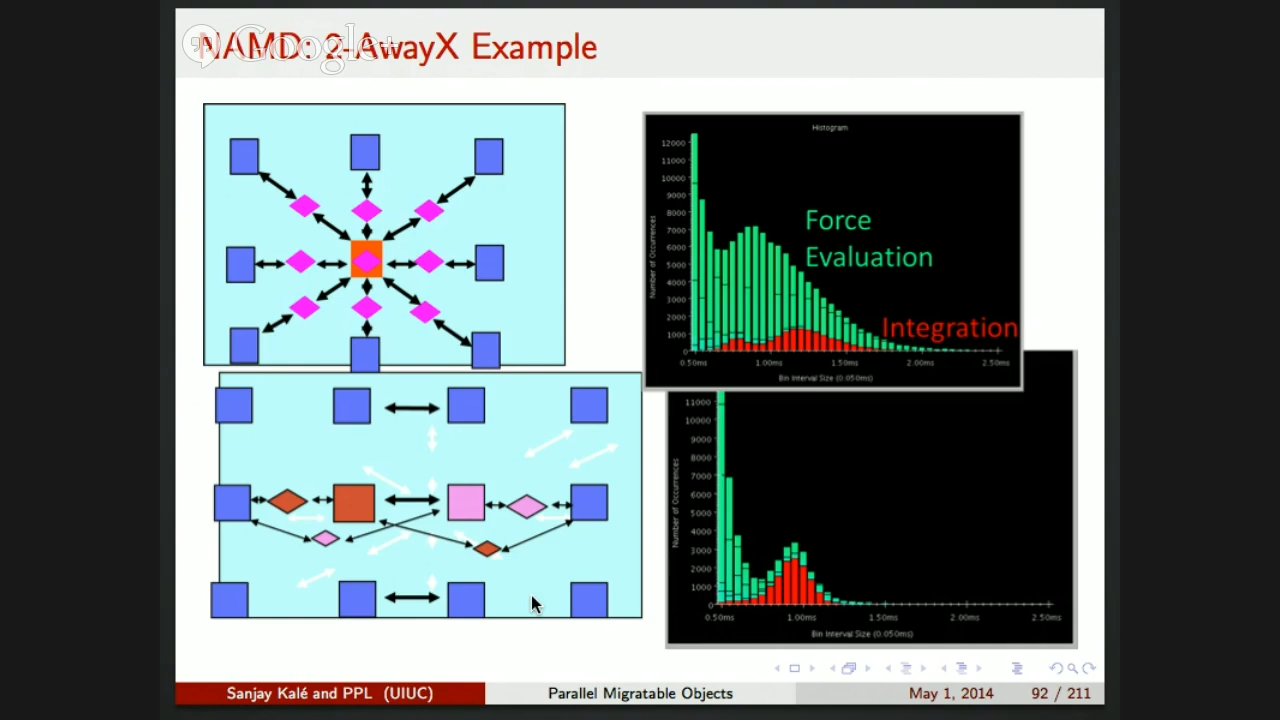 NAMD: 2-AwayX Example
Google+
Histogram
Number of Occurrences
12000
11000
10000
9000
8000
7000
6000
5000
4000
3000
2000
1000
0
Force
Evaluation
Integration
0.50ms 1.00ms 1.50ms 2.00ms 2.50ms
Bin Interval Size (0.050ms)
Number of Occurrences
11000
10000
9000
8000
7000
6000
5000
4000
3000
2000
1000
0
0.50ms 1.00ms 1.50ms 2.00ms 2.50ms
Bin Interval Size (0.050ms)
Sanjay Kalé and PPL (UIUC) Parallel Migratable Objects May 1, 2014 92 / 211